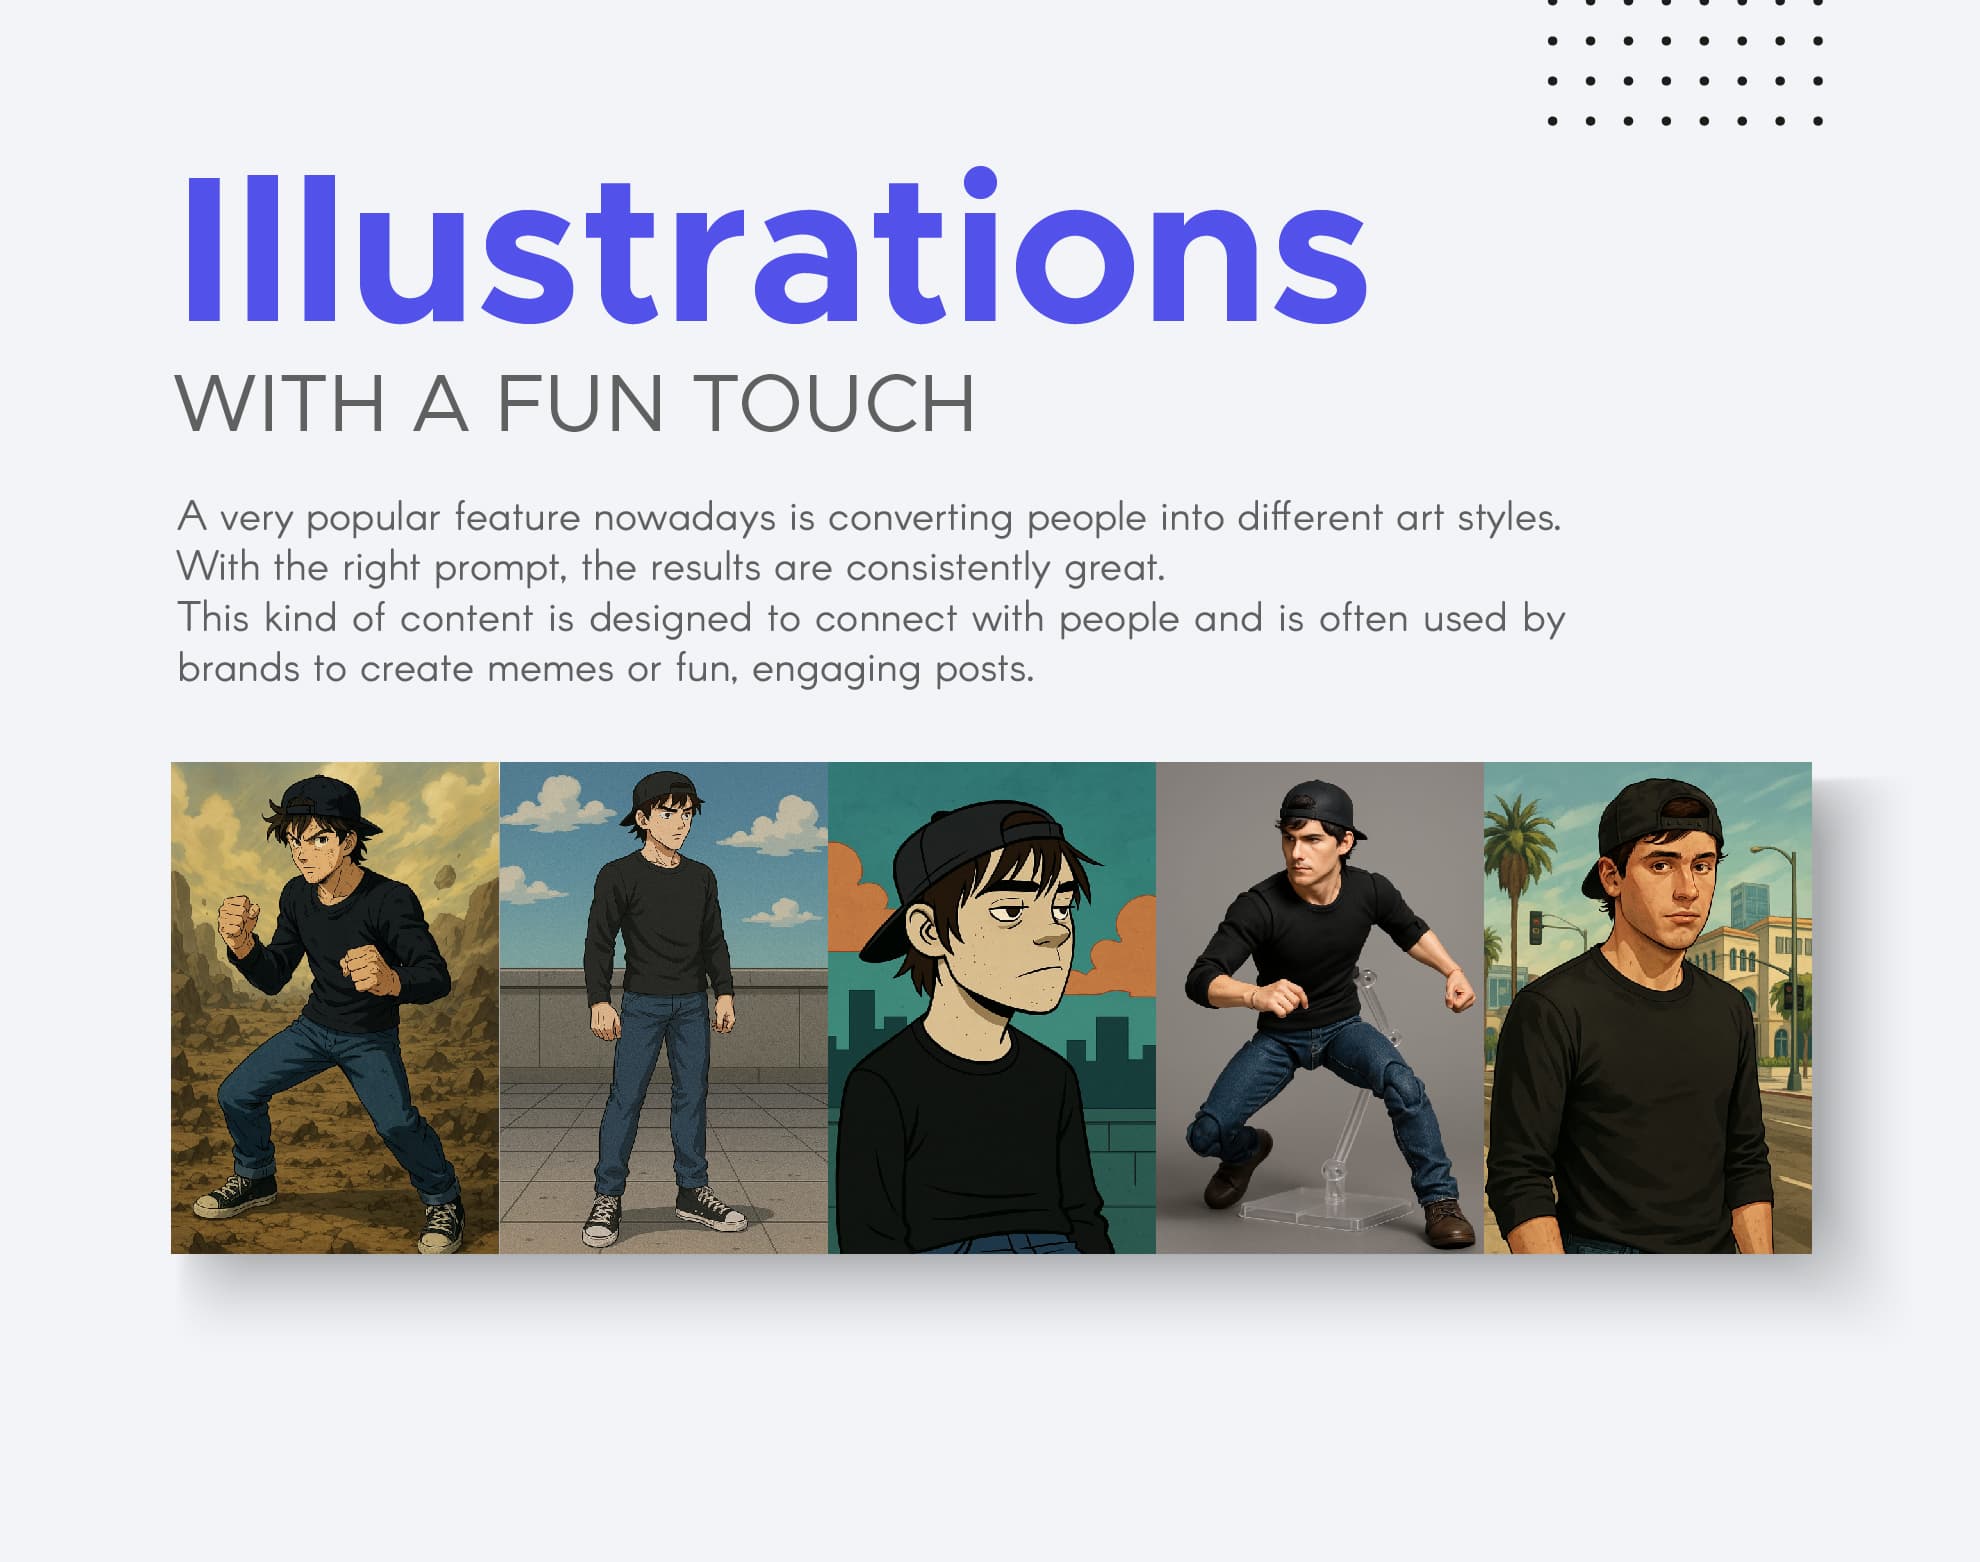 Illustrations
WITH A FUN TOUCH
A very popular feature nowadays is converting people into different art styles.
With the right prompt, the results are consistently great.
This kind of content is designed to connect with people and is often used by
brands to create memes or fun, engaging posts.